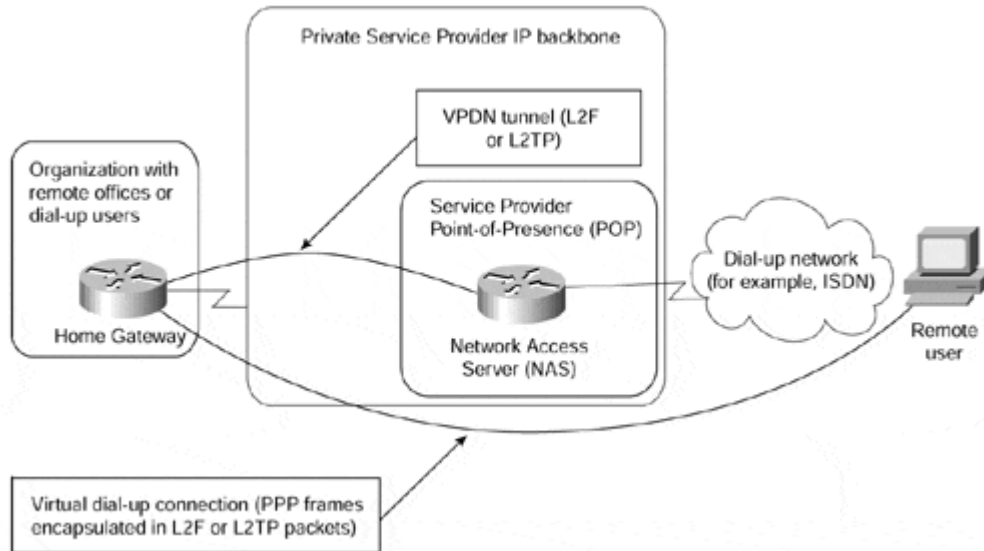 Private Service Provider IP backbone
VPDN tunnel (L2F
or L2TP)
Organization with
remote offices or
dial-up users
Service Provider
Point-of-Presence (POP)
Dial-up network
(for example, ISDN)
Home Gateway
Network Access
Server (NAS)
Remote
user
Virtual dial-up connection (PPP frames
encapsulated in L2F or L2TP packets)